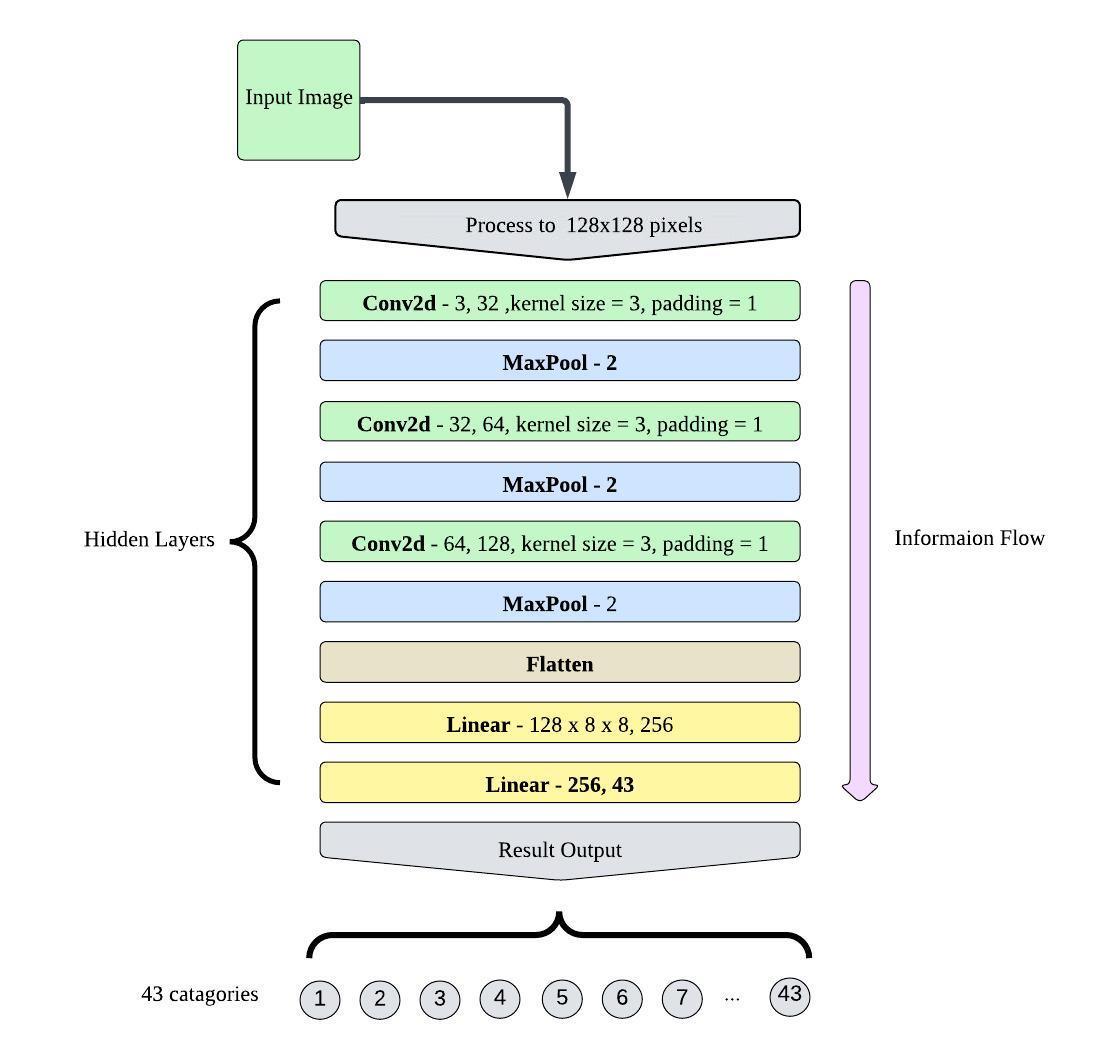 Input Image
Process to  128x128 pixels
Conv2d - 3, 32 ,kernel size = 3, padding = 1
MaxPool - 2
Conv2d - 32, 64, kernel size = 3, padding = 1
MaxPool - 2
Conv2d - 64, 128, kernel size = 3, padding = 1
MaxPool - 2
Flatten
Linear - 128 x 8 x 8, 256
Linear - 256, 43
Hidden Layers
Informaion Flow
Result Output
43 catagories
1 2 3 4 5 6 7 ... 43